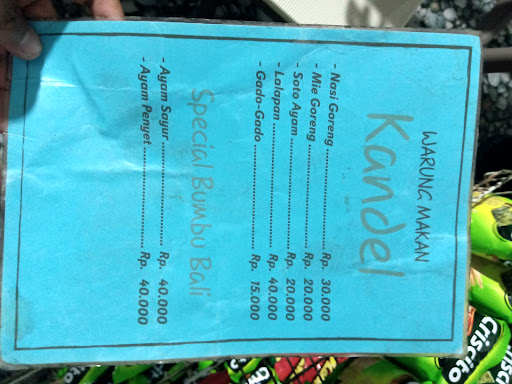 WARUNG MAKAN
Kandel
- Nasi Goreng ........................ Rp. 30.000
- Mie Goreng ........................ Rp. 20.000
- Soto Ayam ........................ Rp. 20.000
- Lalapan ........................ Rp. 40.000
- Gado-Gado ........................ Rp. 15.000
Special Bumbu Bali
- Ayam Sayur ........................ Rp. 40.000
- Ayam Penyet ........................ Rp. 40.000
Criscito
Criscito